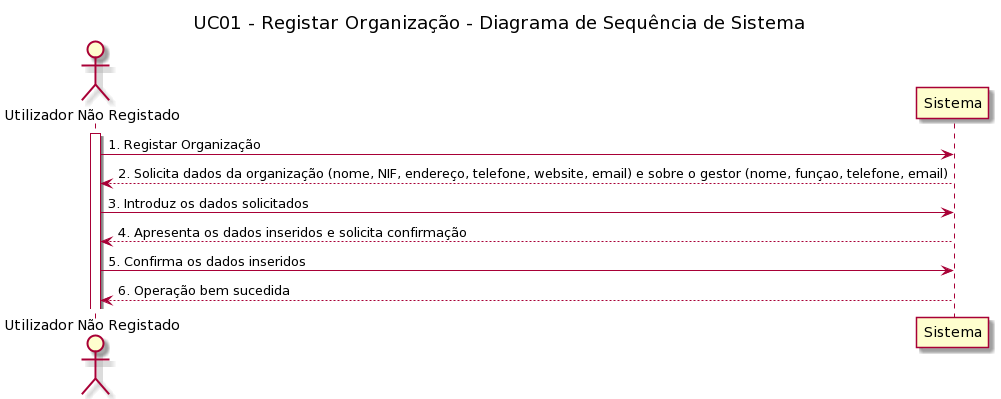 UC01 - Registar Organização - Diagrama de Sequência de Sistema
Utilizador Não Registado
Sistema
1. Registar Organização
2. Solicita dados da organização (nome, NIF, endereço, telefone, website, email) e sobre o gestor (nome, funçao, telefone, email)
3. Introduz os dados solicitados
4. Apresenta os dados inseridos e solicita confirmação
5. Confirma os dados inseridos
6. Operação bem sucedida
Utilizador Não Registado
Sistema